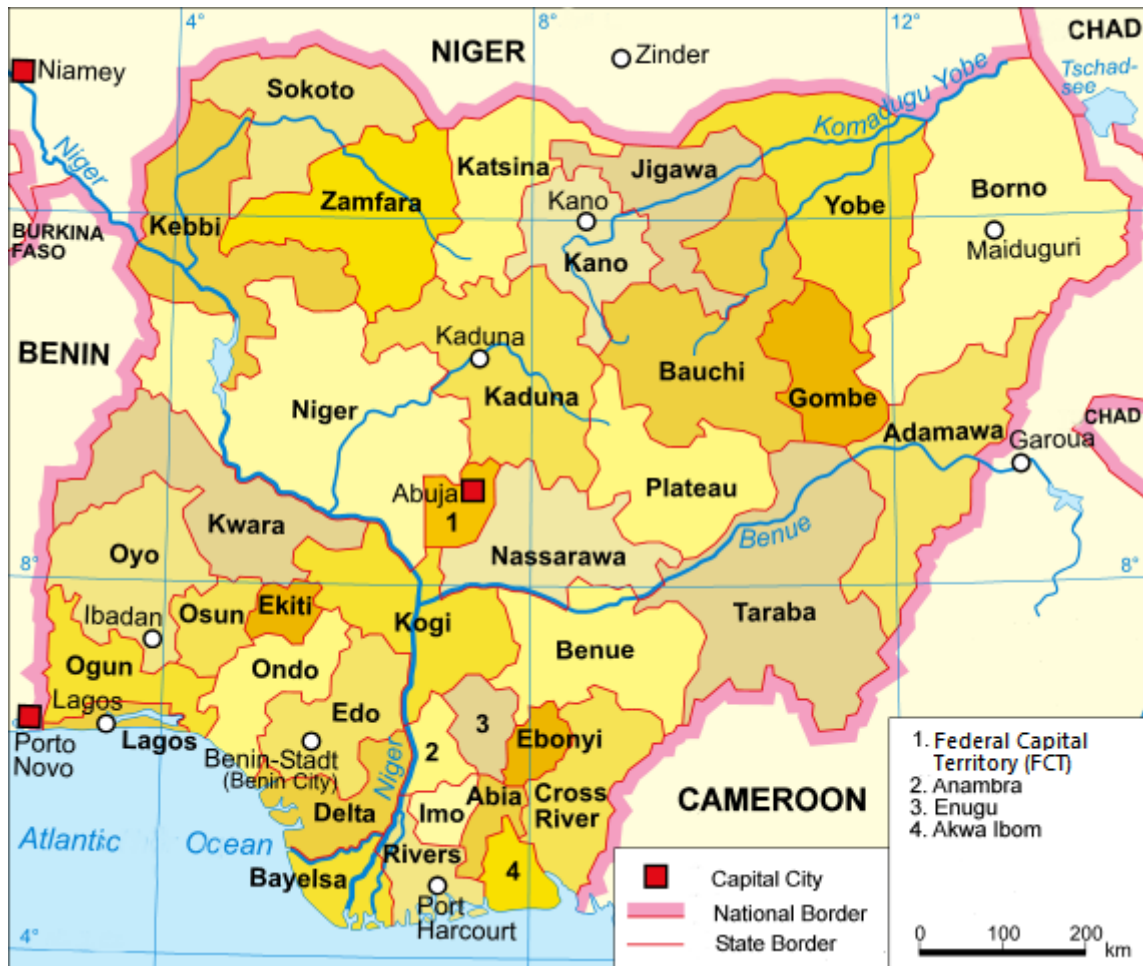 4°
8°
12°
CHAD
NIGER
Zinder
Niamey
Tschad-
see
Sokoto
Komadugu Yobe
Niger
Katsina
Jigawa
Zamfara
Kano
Yobe
Borno
Kebbi
BURKINA
FASO
Kano
Maiduguri
BENIN
Kaduna
Bauchi
Kaduna
Gombe
Niger
CHAD
Adamawa
Garoua
Abuja
Plateau
1
Kwara
Benue
Nassarawa
Oyo
8°
8°
Ibadan
Osun
Ekiti
Kogi
Taraba
Benue
Ogun
Ondo
Lagos
Edo
3
Porto
Novo
Lagos
Benin-Stadt
(Benin City)
2
Ebonyi
Niger
1. Federal Capital
Territory (FCT)
2. Anambra
3. Enugu
4. Akwa Ibom
Delta
Imo
Abia
Cross
River
CAMEROON
Atlantic Ocean
Rivers
Bayelsa
4
Port
Harcourt
Capital City
National Border
State Border
4°
0 100 200
km